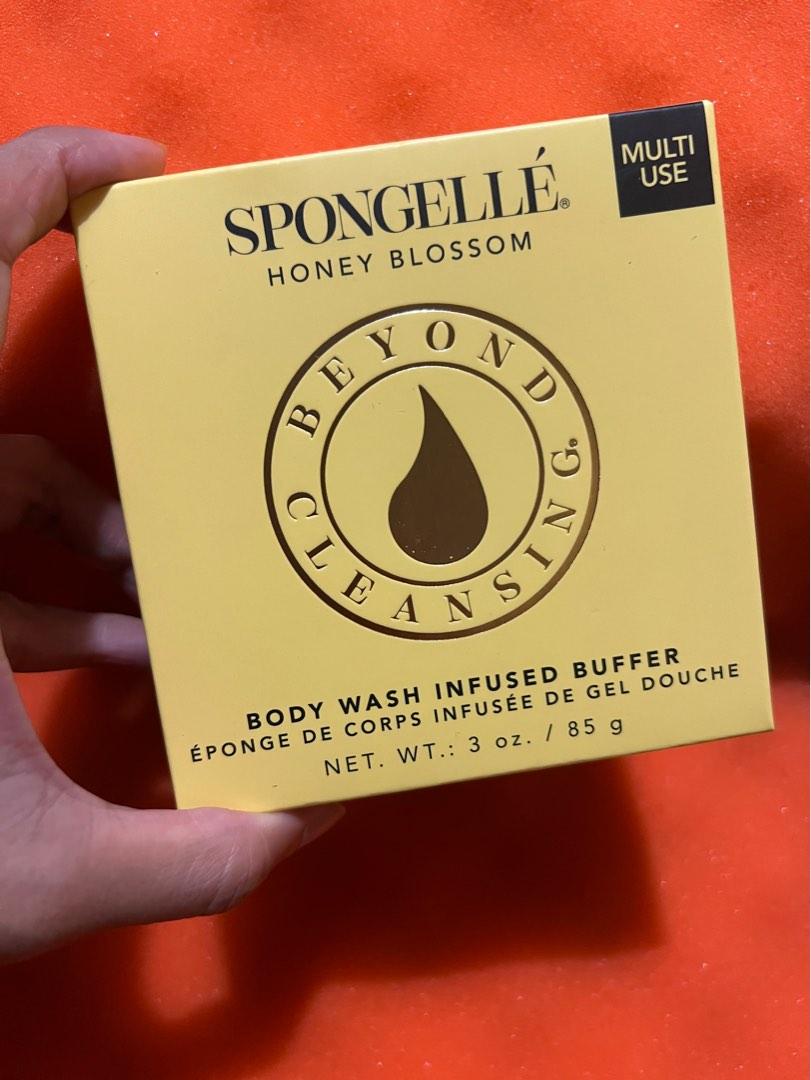 MULTI
USE
SPONGELLÉ®
HONEY BLOSSOM
BEYOND
CLEANSING®
BODY WASH INFUSED BUFFER
ÉPONGE DE CORPS INFUSÉE DE GEL DOUCHE
NET. WT.: 3 oz. / 85 g